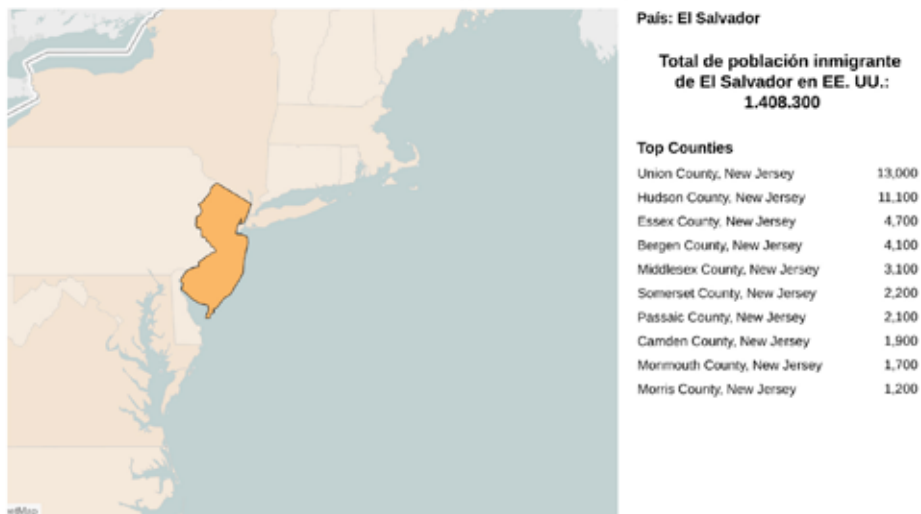 País: El Salvador
Total de población inmigrante
de El Salvador en EE. UU.:
1.408.300
Top Counties
Union County, New Jersey 13,000
Hudson County, New Jersey 11,100
Essex County, New Jersey 4,700
Bergen County, New Jersey 4,100
Middlesex County, New Jersey 3,100
Somerset County, New Jersey 2,200
Passaic County, New Jersey 2,100
Camden County, New Jersey 1,900
Monmouth County, New Jersey 1,700
Morris County, New Jersey 1,200